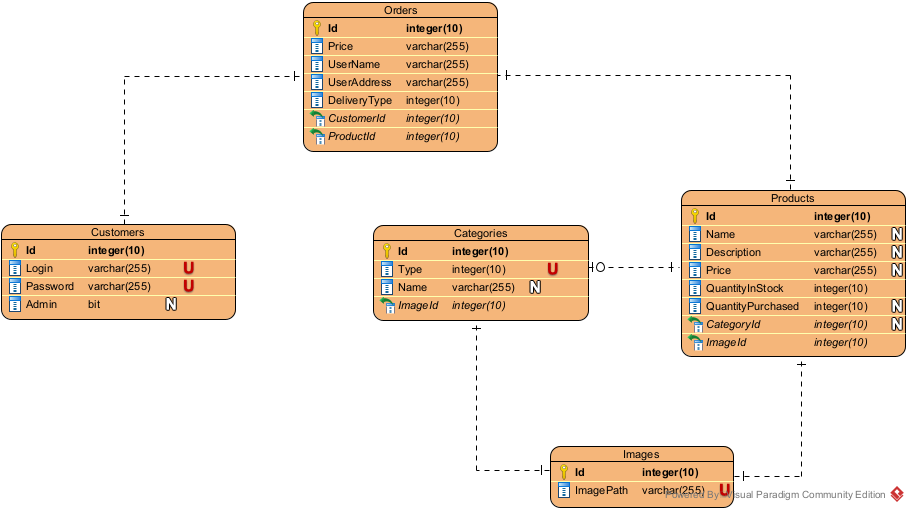 Orders
Id integer(10)
Price varchar(255)
UserName varchar(255)
UserAddress varchar(255)
DeliveryType integer(10)
CustomerId integer(10)
ProductId integer(10)
Customers
Id integer(10)
Login varchar(255) U
Password varchar(255) U
Admin bit N
Categories
Id integer(10)
Type integer(10) U
Name varchar(255) N
ImageId integer(10)
Products
Id integer(10)
Name varchar(255) N
Description varchar(255) N
Price varchar(255) N
QuantityInStock integer(10)
QuantityPurchased integer(10) N
CategoryId integer(10) N
ImageId integer(10)
Images
Id integer(10)
ImagePath varchar(255) U
Powered By Visual Paradigm Community Edition